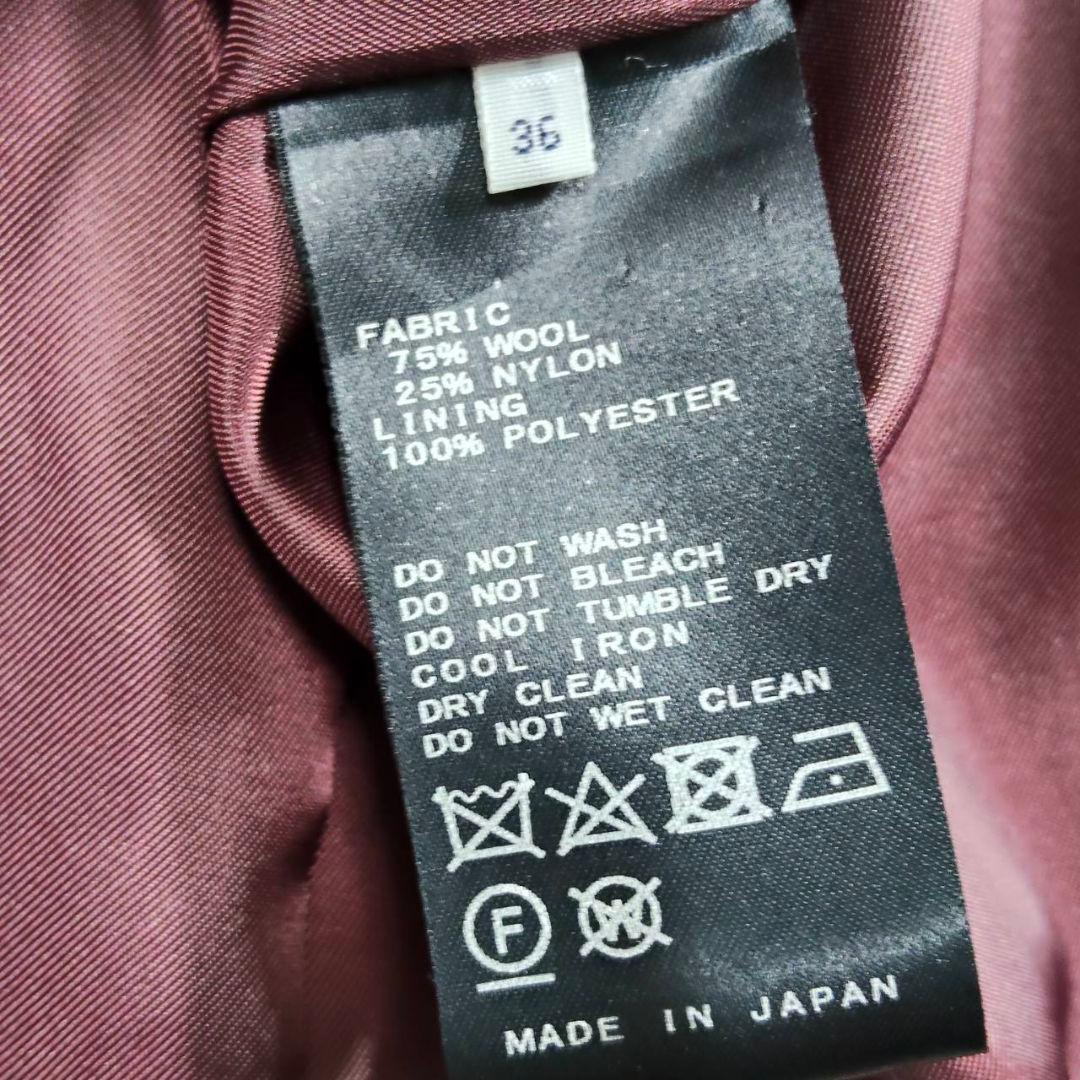 36
FABRIC
75% WOOL
25% NYLON
LINING
100% POLYESTER
DO NOT WASH
DO NOT BLEACH
DO NOT TUMBLE DRY
COOL IRON
DRY CLEAN
DO NOT WET CLEAN
F W
MADE IN JAPAN